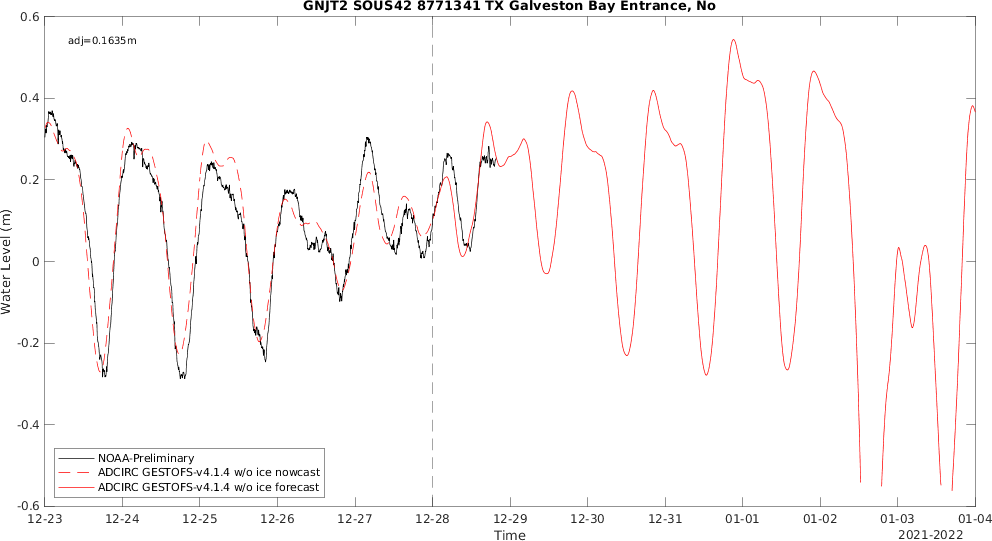 GNJT2 SOUS42 8771341 TX Galveston Bay Entrance, No
adj=0.1635m
0.6
0.4
0.2
0
-0.2
-0.4
-0.6
Water Level (m)
NOAA-Preliminary
ADCIRC GESTOFS-v4.1.4 w/o ice nowcast
ADCIRC GESTOFS-v4.1.4 w/o ice forecast
12-23 12-24 12-25 12-26 12-27 12-28 12-29 12-30 12-31 01-01 01-02 01-03 01-04
Time
2021-2022